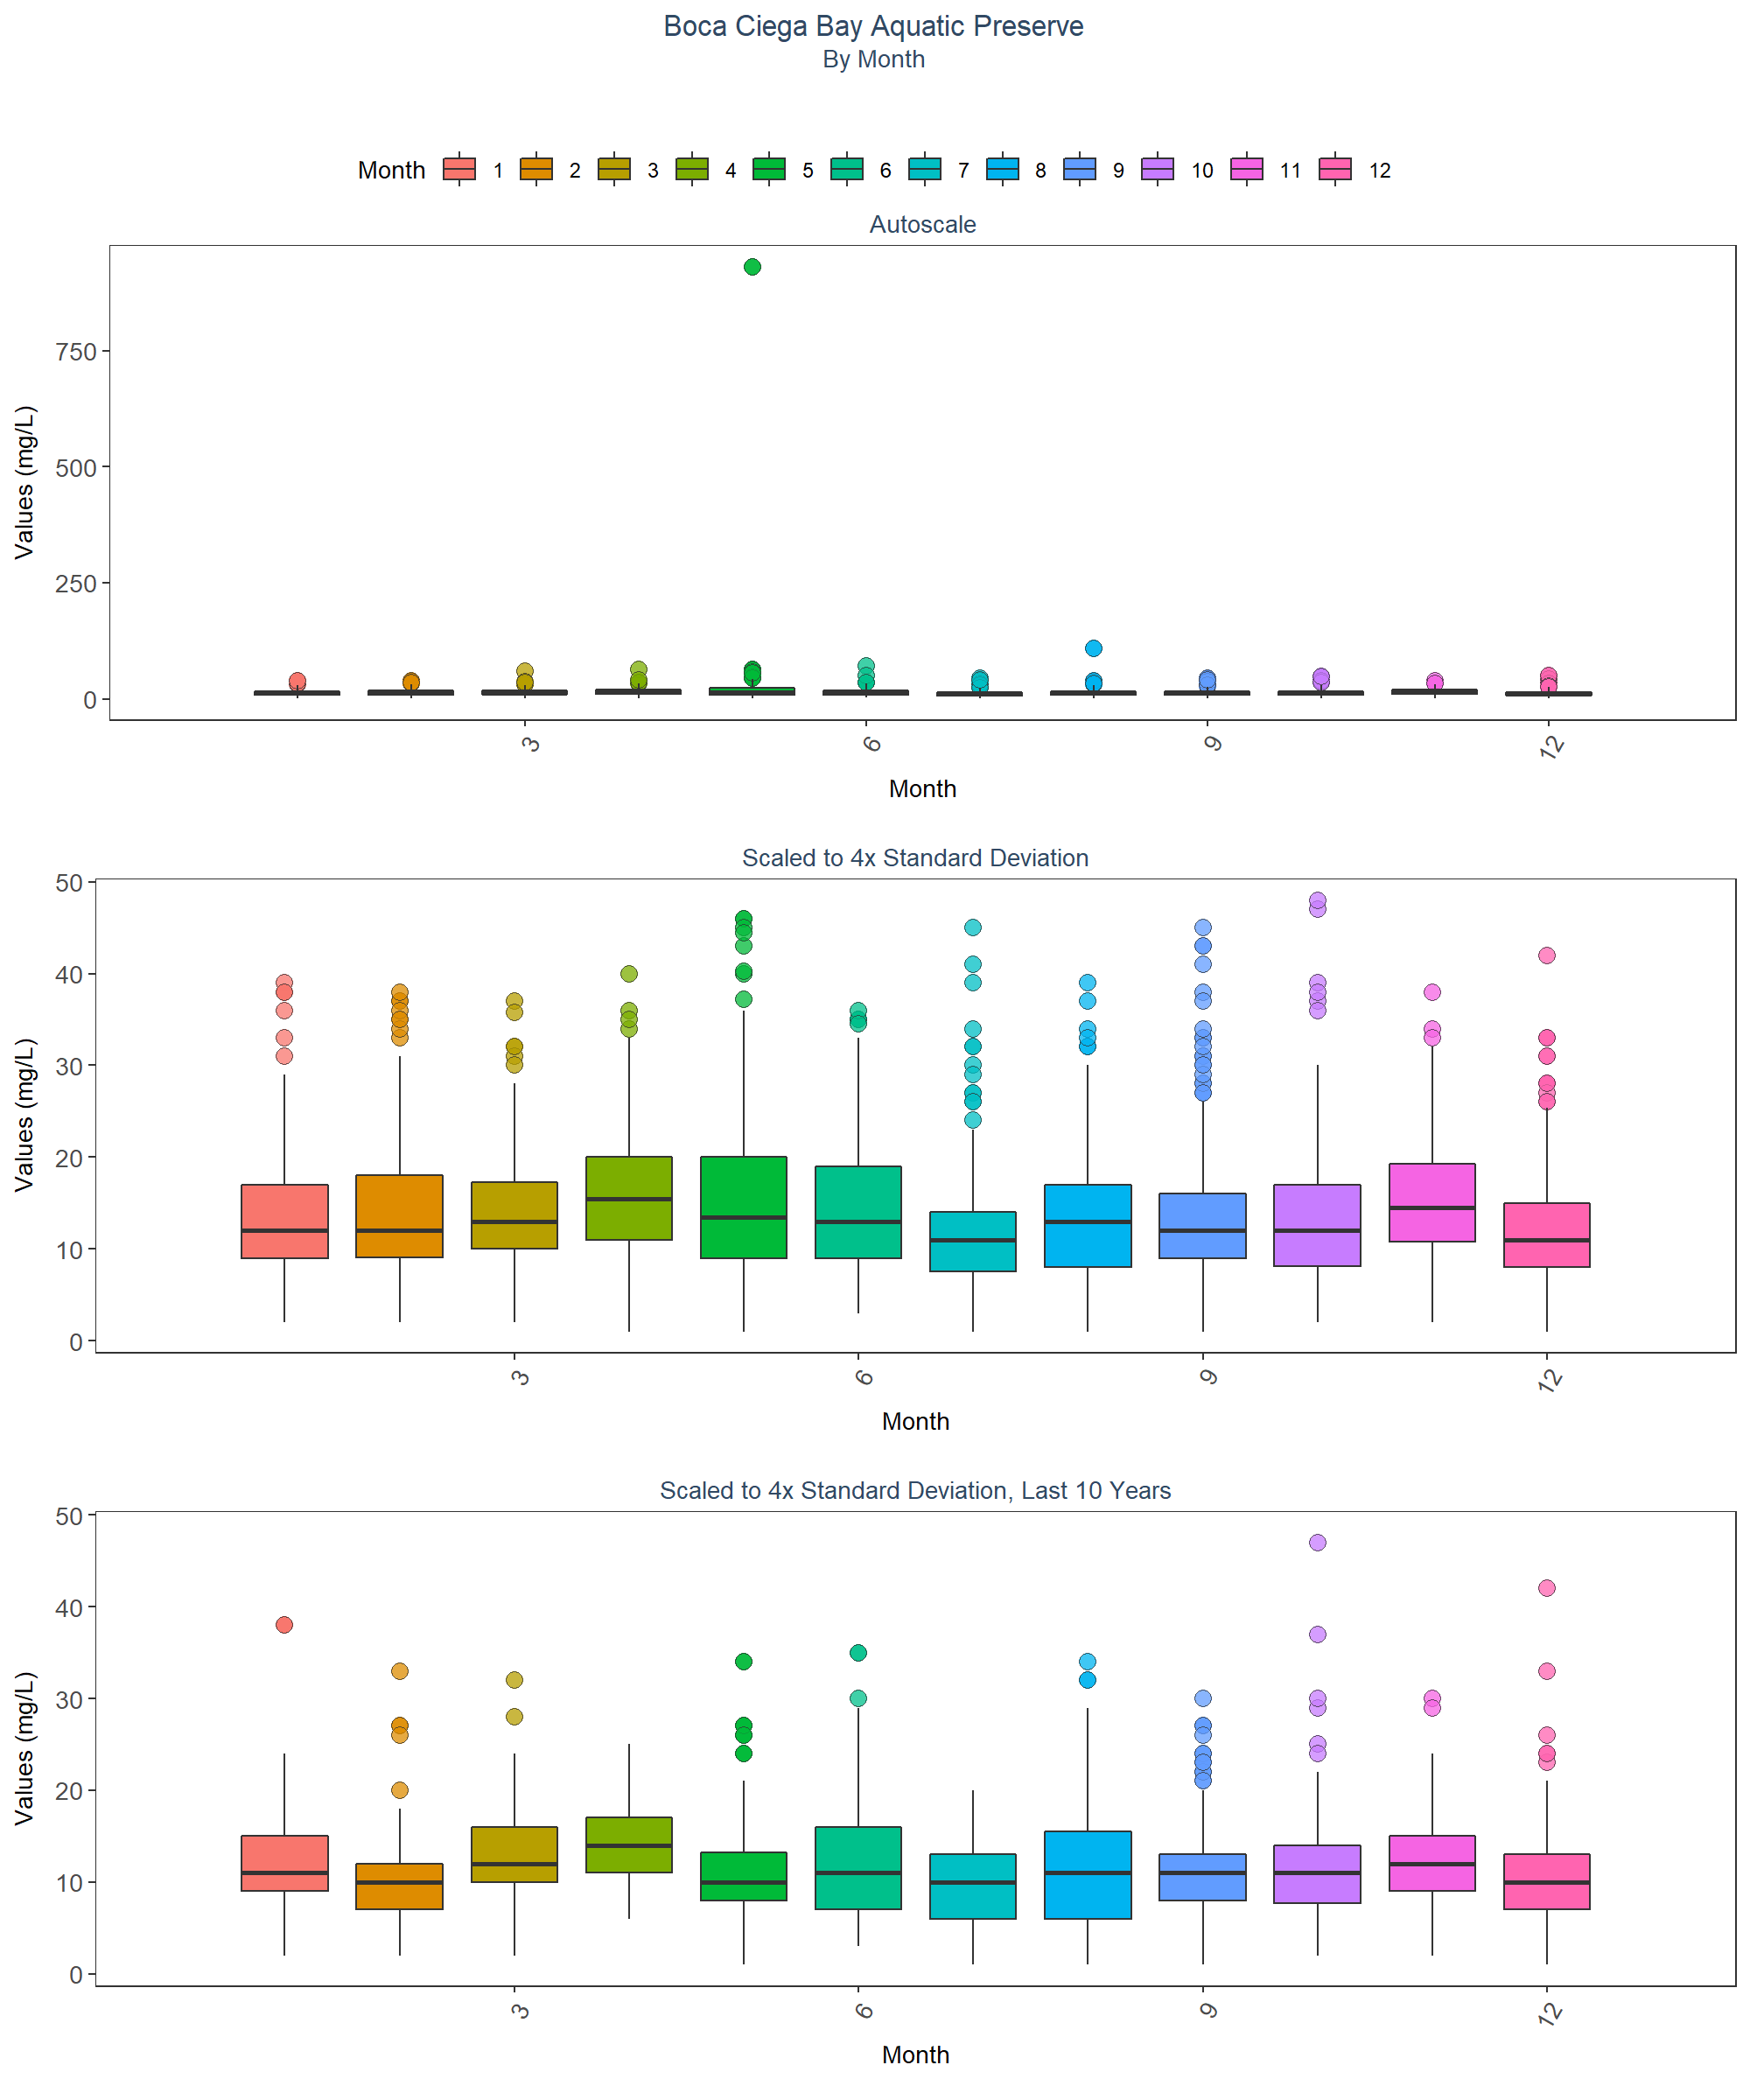 Boca Ciega Bay Aquatic Preserve
By Month
Month 1 2 3 4 5 6 7 8 9 10 11 12
Autoscale
Values (mg/L)
750
500
250
0
3 6 9 12
Month
Scaled to 4x Standard Deviation
Values (mg/L)
50
40
30
20
10
0
3 6 9 12
Month
Scaled to 4x Standard Deviation, Last 10 Years
Values (mg/L)
50
40
30
20
10
0
3 6 9 12
Month